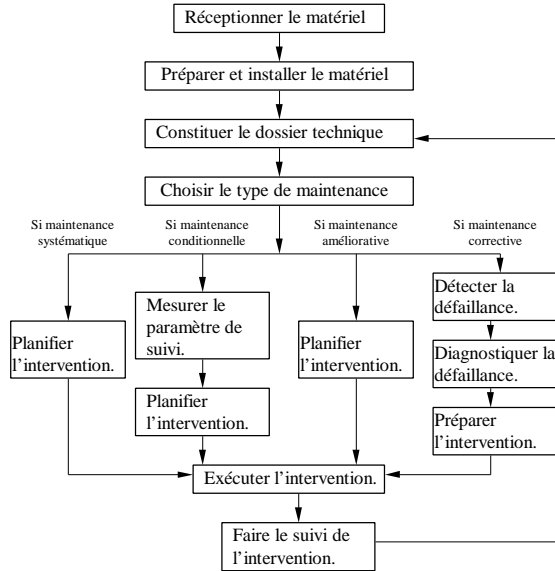 Réceptionner le matériel
Préparer et installer le matériel
Constituer le dossier technique
Choisir le type de maintenance
Si maintenance
systématique
Si maintenance
conditionnelle
Si maintenance
améliorative
Si maintenance
corrective
Planifier
l’intervention.
Mesurer le
paramètre de
suivi.
Planifier
l’intervention.
Planifier
l’intervention.
Détecter la
défaillance.
Diagnostiquer la
défaillance.
Préparer
l’intervention.
Exécuter l’intervention.
Faire le suivi de
l’intervention.